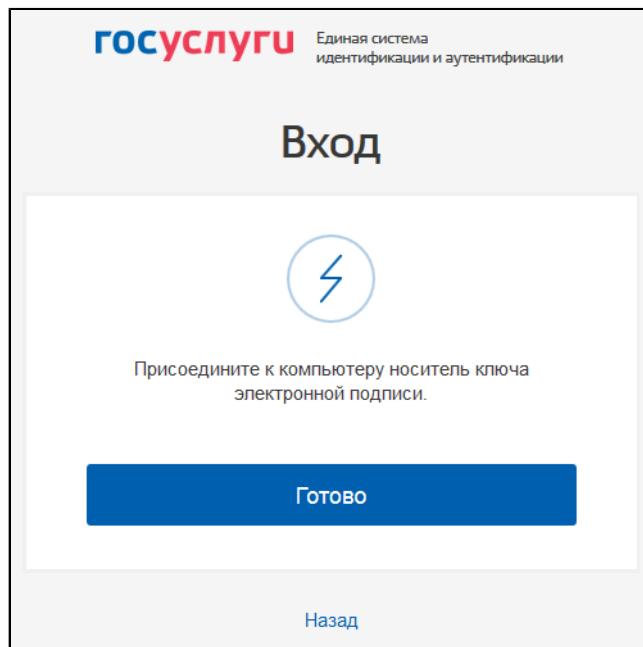 госуслуги
Единая система
идентификации и аутентификации
Вход
Присоедините к компьютеру носитель ключа
электронной подписи.
Готово
Назад